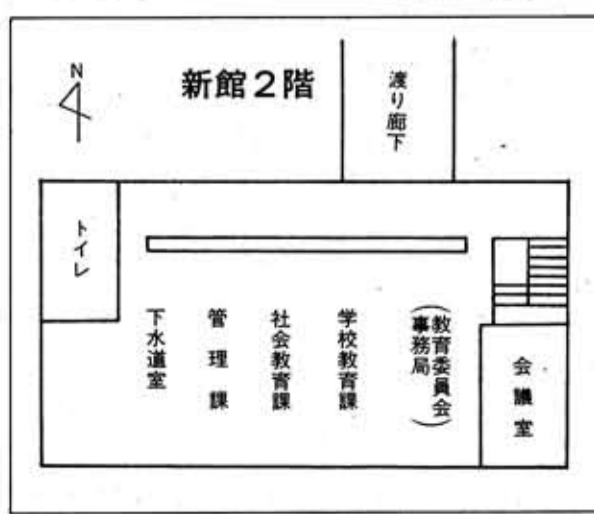 N
新館2階
渡り廊下
トイレ
下水道室
管理課
社会教育課
学校教育課
(教育委員会
事務局)
会議室